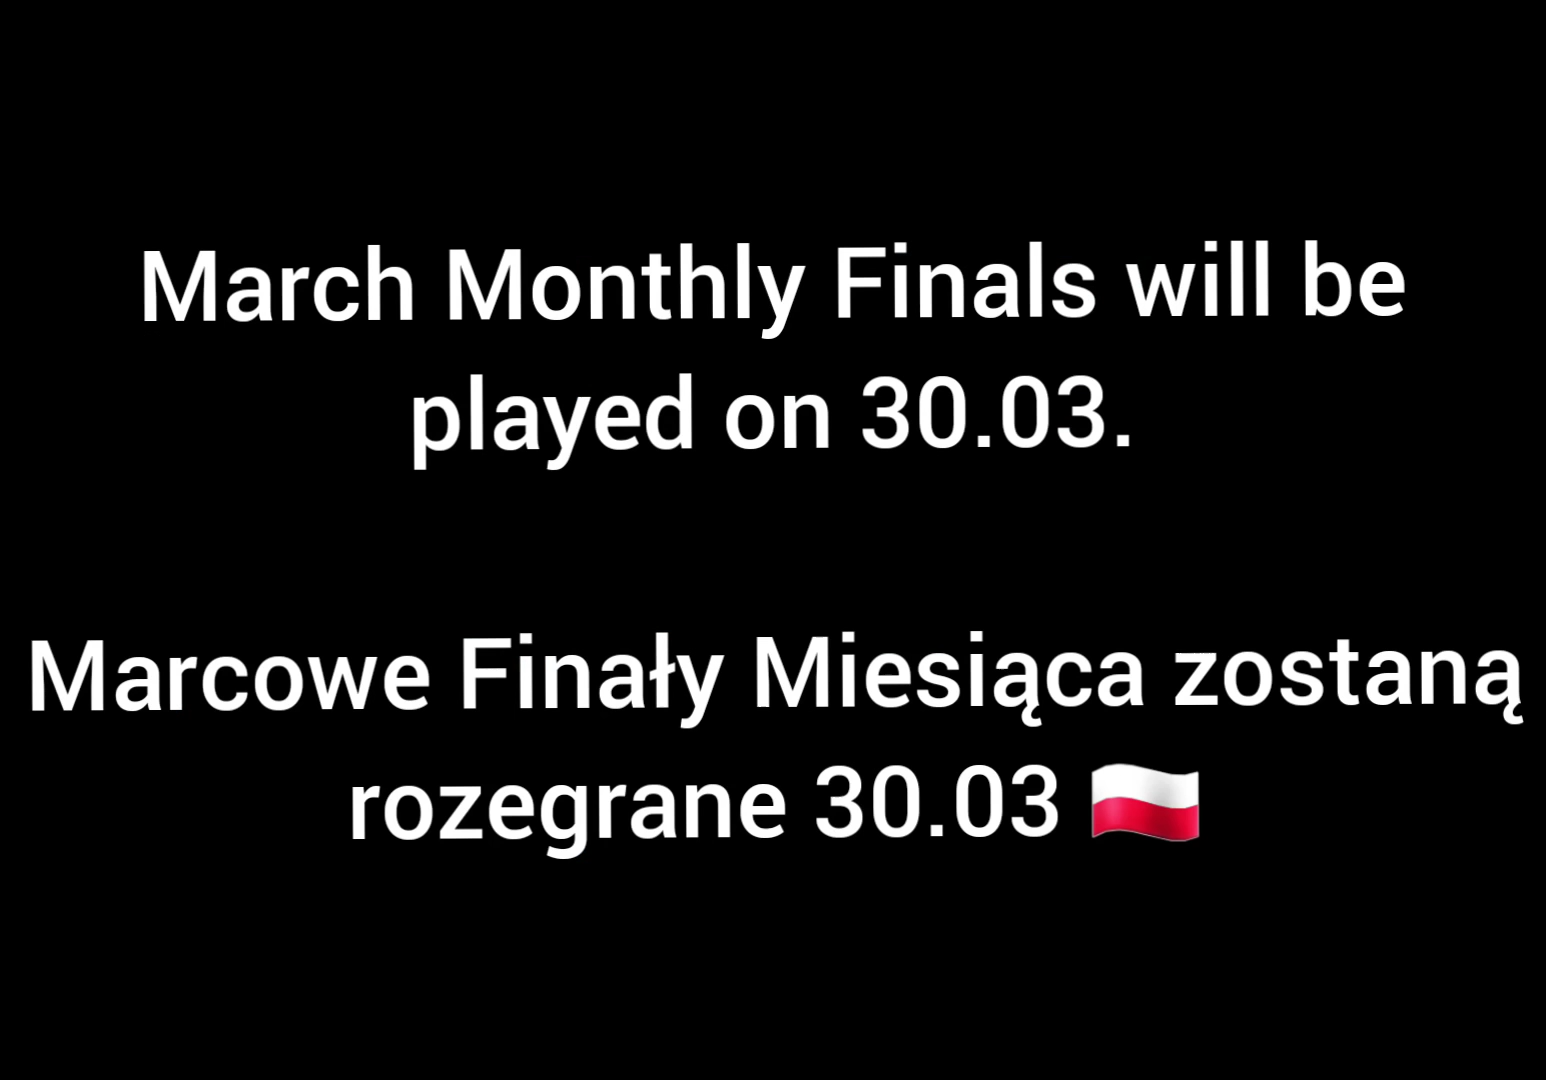 March Monthly Finals will be
played on 30.03.
Marcowe Finały Miesiąca zostaną
rozegrane 30.03 🇵🇱